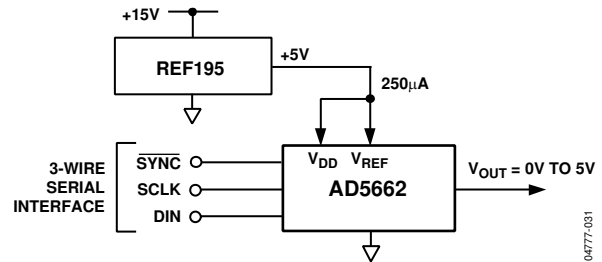 +15V
REF195
+5V
250μA
3-WIRE
SERIAL
INTERFACE
SYNC
SCLK
DIN
VDD
VREF
AD5662
VOUT = 0V TO 5V
04777-031